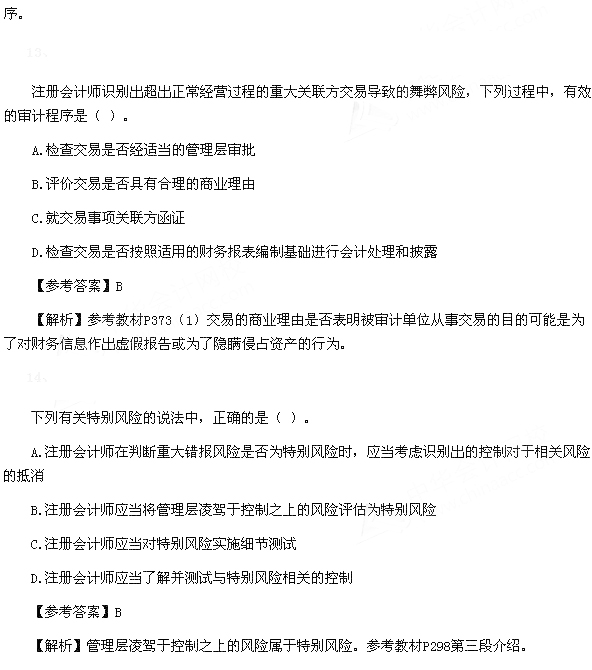 序。
13、
注册会计师识别出超出正常经营过程的重大关联方交易导致的舞弊风险，下列过程中，有效
的审计程序是（ ）。
A.检查交易是否经适当的管理层审批
B.评价交易是否具有合理的商业理由
C.就交易事项关联方函证
D.检查交易是否按照适用的财务报表编制基础进行会计处理和披露
【参考答案】B
【解析】参考教材P373（1）交易的商业理由是否表明被审计单位从事交易的目的可能是为
了对财务信息作出虚假报告或为了隐瞒侵占资产的行为。
14、
下列有关特别风险的说法中，正确的是（ ）。
A.注册会计师在判断重大错报风险是否为特别风险时，应当考虑识别出的控制对于相关风险
的抵消
B.注册会计师应当将管理层凌驾于控制之上的风险评估为特别风险
C.注册会计师应当对特别风险实施细节测试
D.注册会计师应当了解并测试与特别风险相关的控制
【参考答案】B
【解析】管理层凌驾于控制之上的风险属于特别风险。参考教材P298第三段介绍。